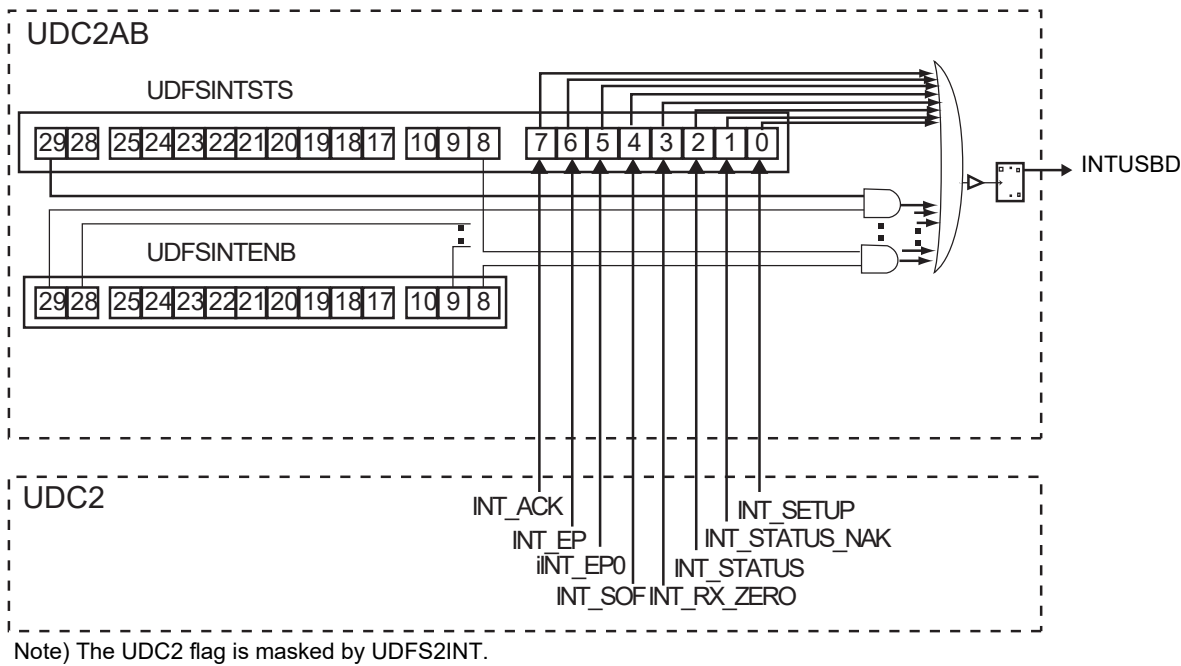 UDC2AB
UDFSINTSTS
29 28 25 24 23 22 21 20 19 18 17 10 9 8 7 6 5 4 3 2 1 0
INTUSBD
UDFSINTENB
29 28 25 24 23 22 21 20 19 18 17 10 9 8
UDC2
INT_ACK INT_SETUP
INT_EP INT_STATUS_NAK
iINT_EP0 INT_STATUS
INT_SOF INT_RX_ZERO
Note) The UDC2 flag is masked by UDFS2INT.